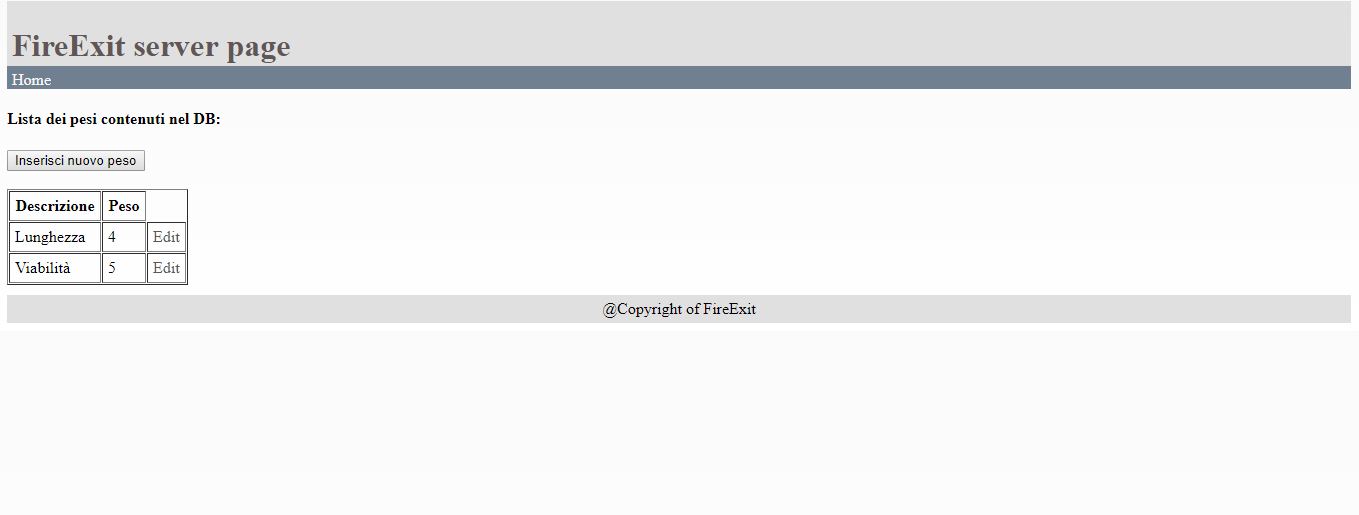 FireExit server page
Home
Lista dei pesi contenuti nel DB:
Inserisci nuovo peso
Descrizione Peso
Lunghezza 4 Edit
Viabilità 5 Edit
@Copyright of FireExit